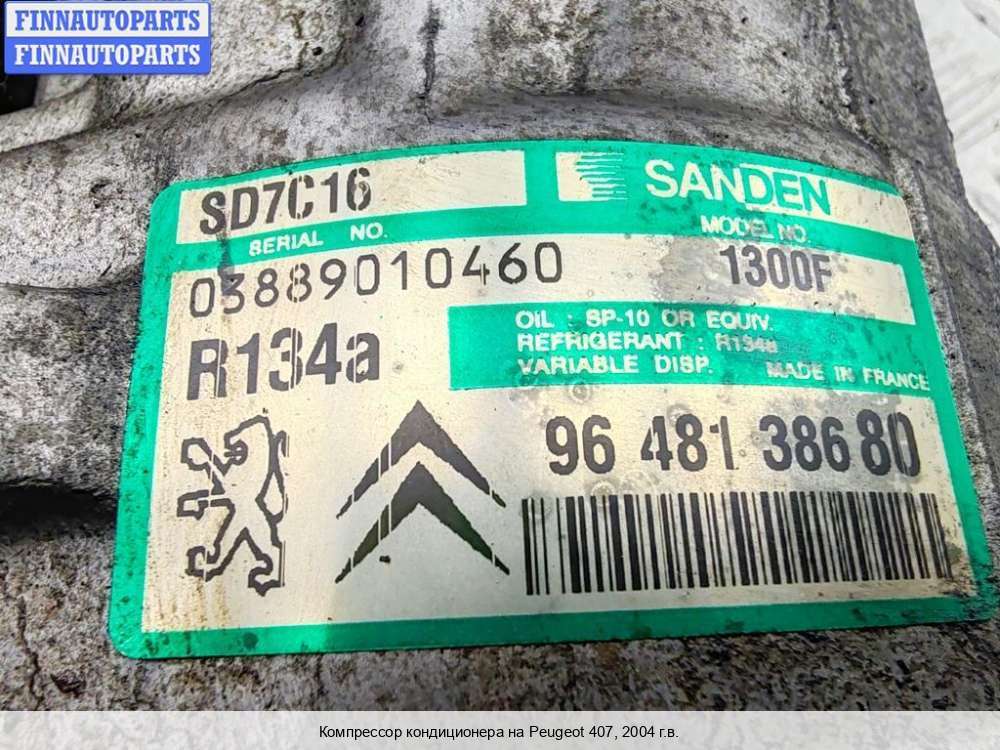 FINNAUTOPARTS
FINNAUTOPARTS
SD7C16
SANDEN
SERIAL NO.
MODEL NO.
03889010460
1300F
R134a
OIL : SP-10 OR EQUIV.
REFRIGERANT : R134a
VARIABLE DISP. MADE IN FRANCE
96 481 386 80
Компрессор кондиционера на Peugeot 407, 2004 г.в.